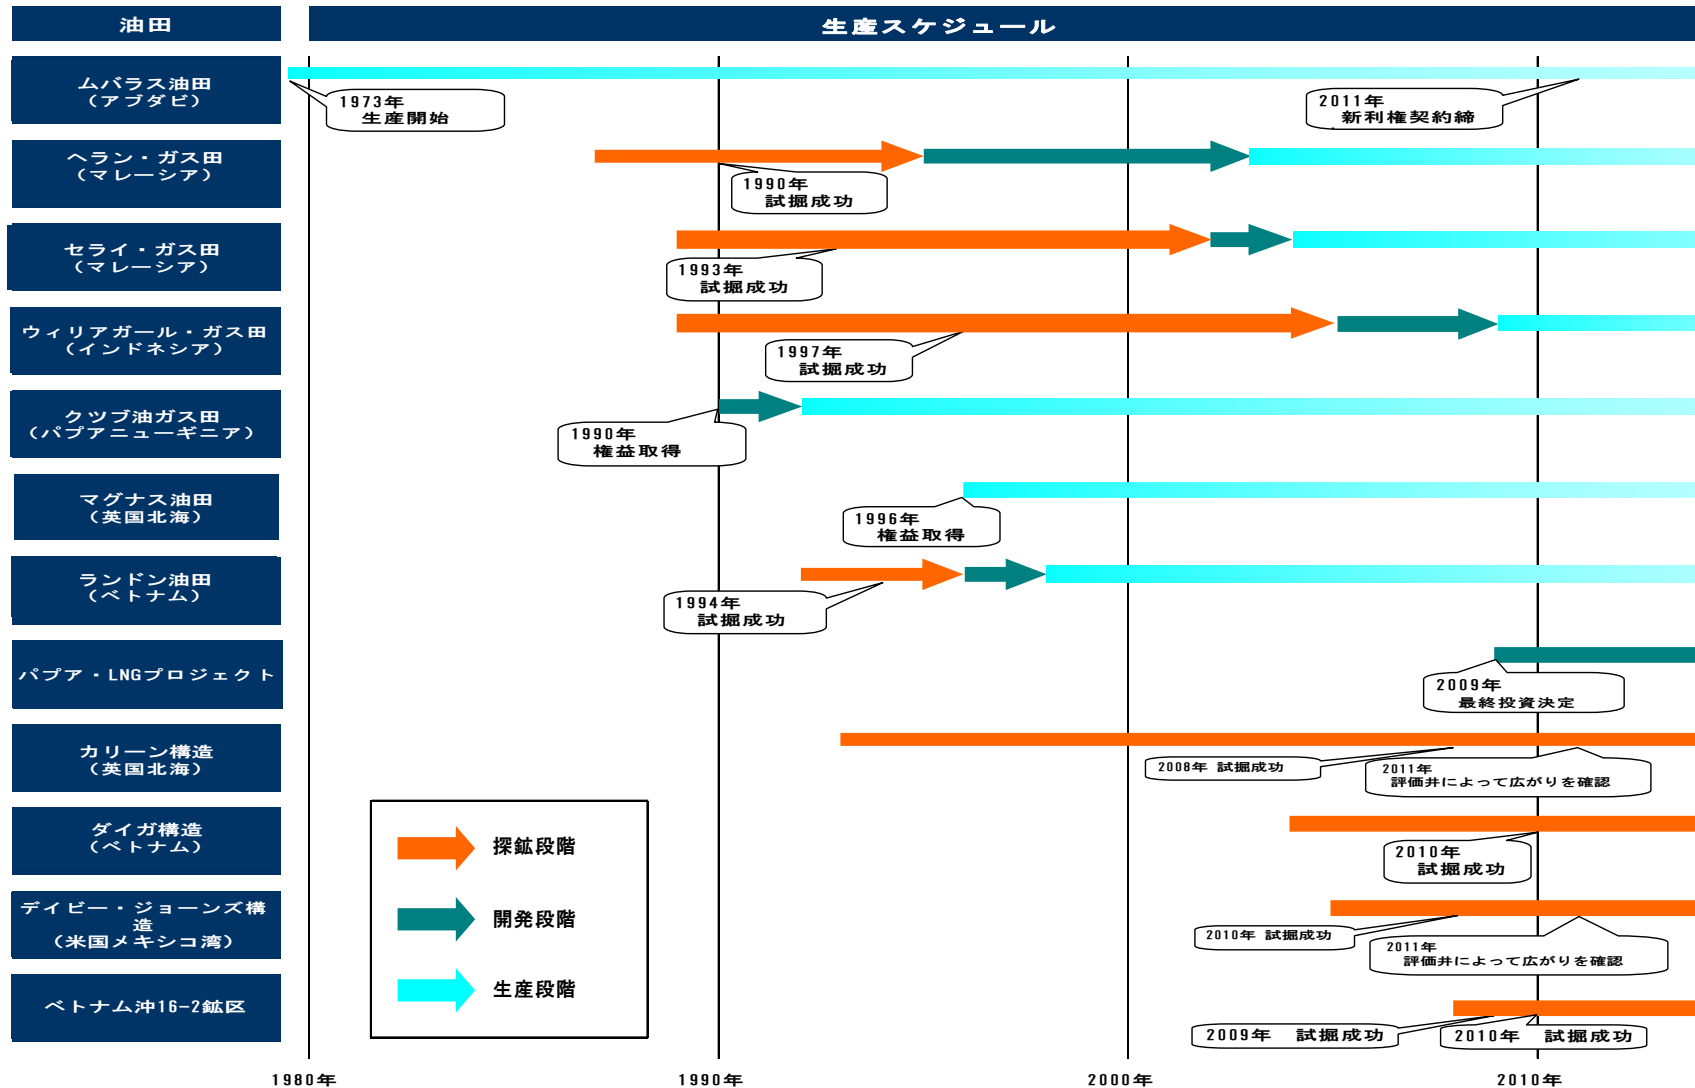 油田
生産スケジュール
ムバラス油田
(アブダビ)
1973年
生産開始
2011年
新利権契約締
ヘラン・ガス田
(マレーシア)
1990年
試掘成功
セライ・ガス田
(マレーシア)
1993年
試掘成功
ウィリアガール・ガス田
(インドネシア)
1997年
試掘成功
クツブ油ガス田
(パプアニューギニア)
1990年
権益取得
マグナス油田
(英国北海)
1996年
権益取得
ランドン油田
(ベトナム)
1994年
試掘成功
パプア・LNGプロジェクト
2009年
最終投資決定
カリーン構造
(英国北海)
2008年 試掘成功
2011年
評価井によって広がりを確認
ダイガ構造
(ベトナム)
2010年
試掘成功
デイビー・ジョーンズ構
造
(米国メキシコ湾)
2010年 試掘成功
2011年
評価井によって広がりを確認
ベトナム沖16-2鉱区
2009年 試掘成功
2010年 試掘成功
探鉱段階
開発段階
生産段階
1980年
1990年
2000年
2010年